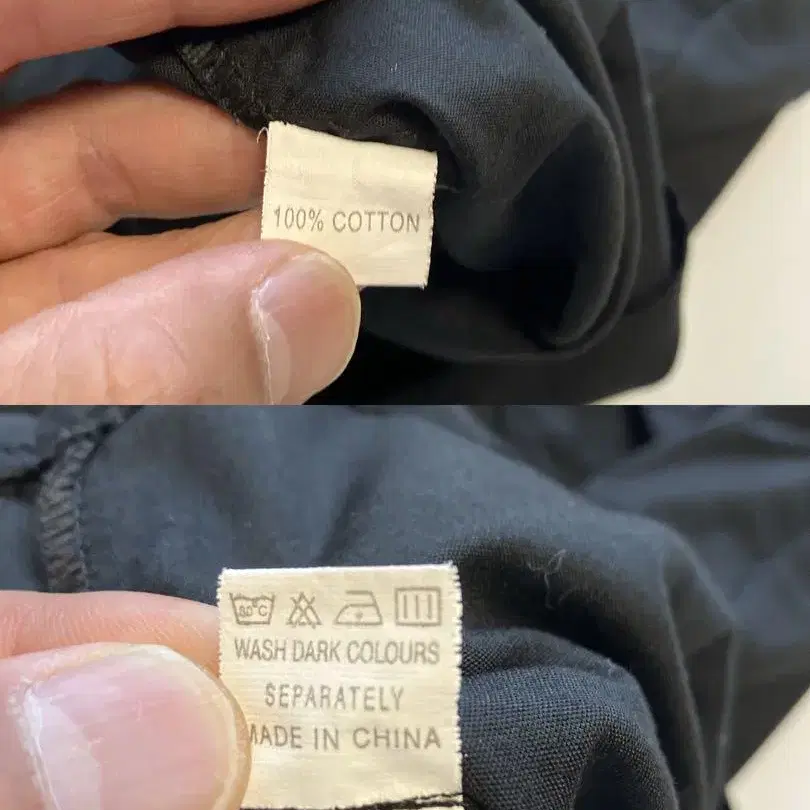 100% COTTON
WASH DARK COLOURS
SEPARATELY
MADE IN CHINA